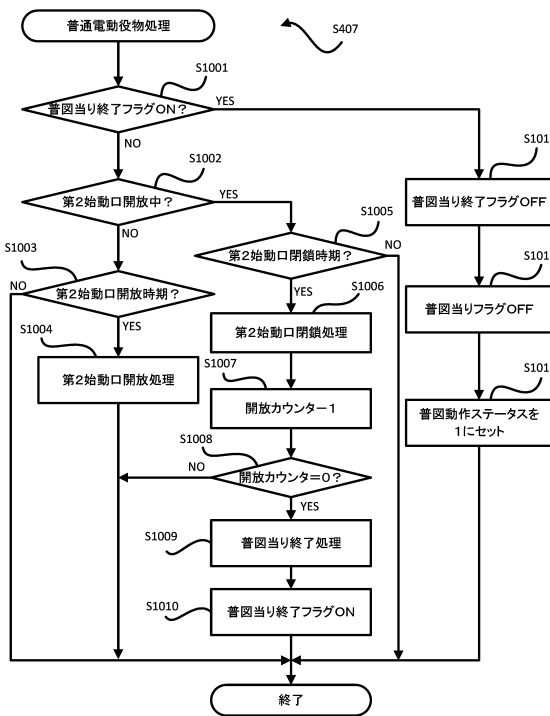 普通電動役物処理
S407
S1001
普図当り終了フラグON?
YES
NO
S1002
第2始動口開放中?
YES
NO
S1003
第2始動口開放時期?
NO
YES
S1004
第2始動口開放処理
S1005
第2始動口閉鎖時期?
NO
YES
S1006
第2始動口閉鎖処理
S1007
開放カウンター1
S1008
開放カウンタ=0?
NO
YES
S1009
普図当り終了処理
S1010
普図当り終了フラグON
S101
普図当り終了フラグOFF
S101
普図当りフラグOFF
S101
普図動作ステータスを
1にセット
終了